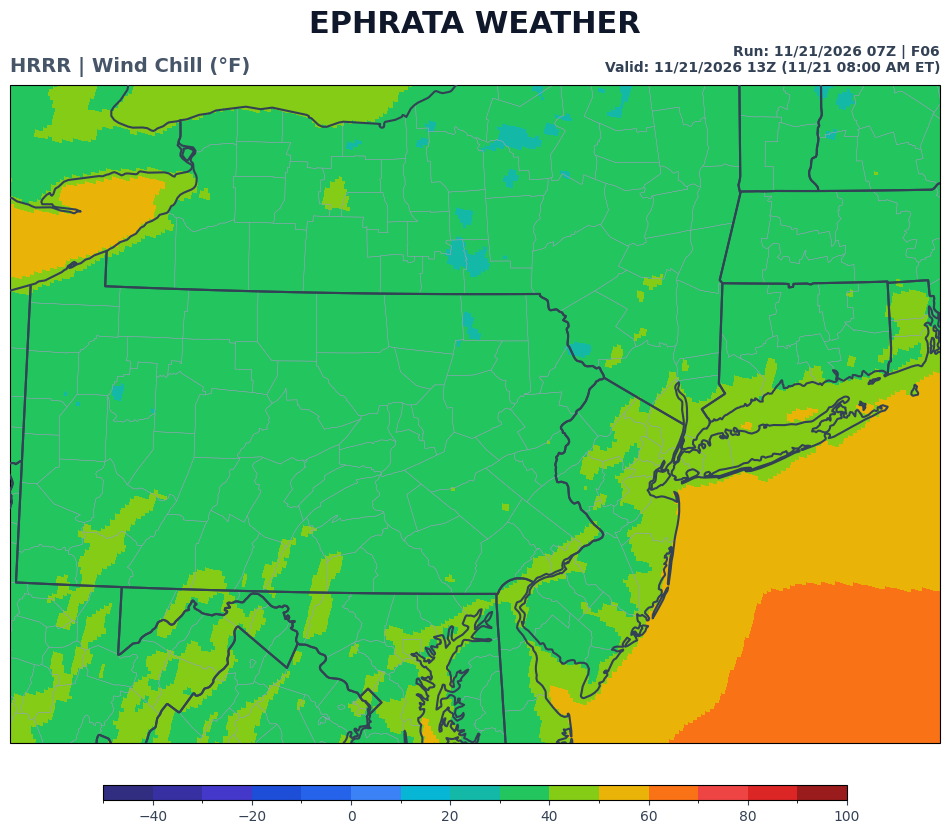 EPHRATA WEATHER
HRRR | Wind Chill (°F)
Run: 11/21/2026 07Z | F06
Valid: 11/21/2026 13Z (11/21 08:00 AM ET)
−40 −20 0 20 40 60 80 100